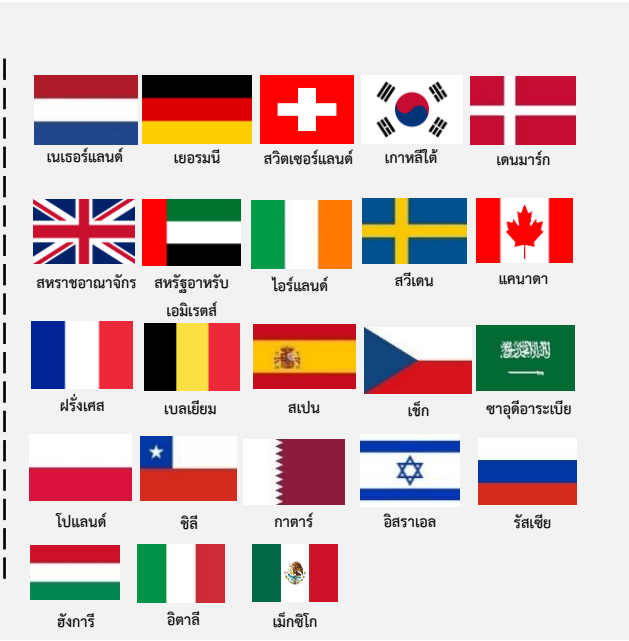 เนเธอร์แลนด์ เยอรมนี สวิตเซอร์แลนด์ เกาหลีใต้ เดนมาร์ก
สหราชอาณาจักร สหรัฐอาหรับ ไอร์แลนด์ สวีเดน แคนาดา
เอมิเรตส์
ฝรั่งเศส เบลเยียม สเปน เช็ก ซาอุดีอาระเบีย
โปแลนด์ ชิลี กาตาร์ อิสราเอล รัสเซีย
ฮังการี อิตาลี เม็กซิโก